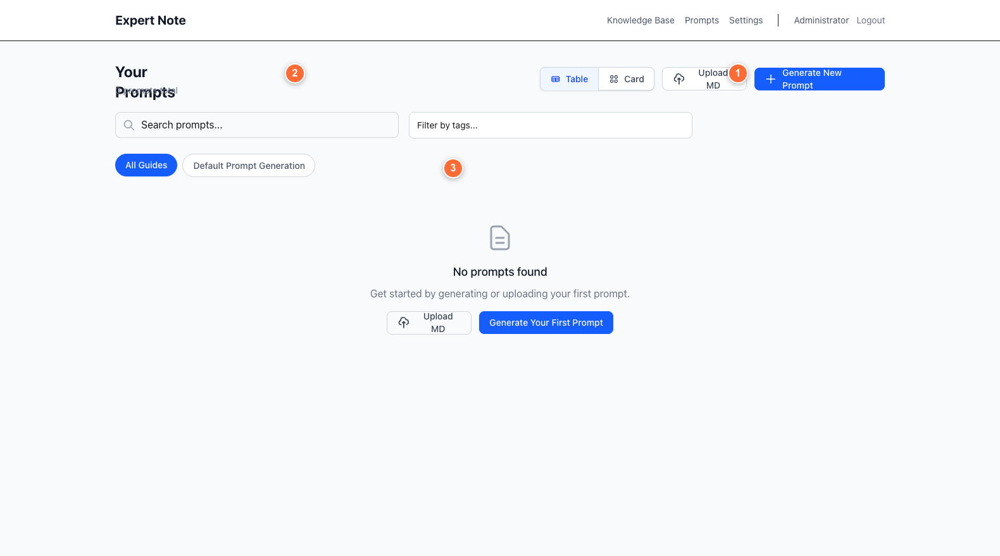 Expert Note
Knowledge Base Prompts Settings Administrator Logout
Your
Prompts
prompts total
2
Table Card
Upload
MD
1
Generate New
Prompt
Search prompts...
Filter by tags...
All Guides Default Prompt Generation
3
No prompts found
Get started by generating or uploading your first prompt.
Upload
MD
Generate Your First Prompt